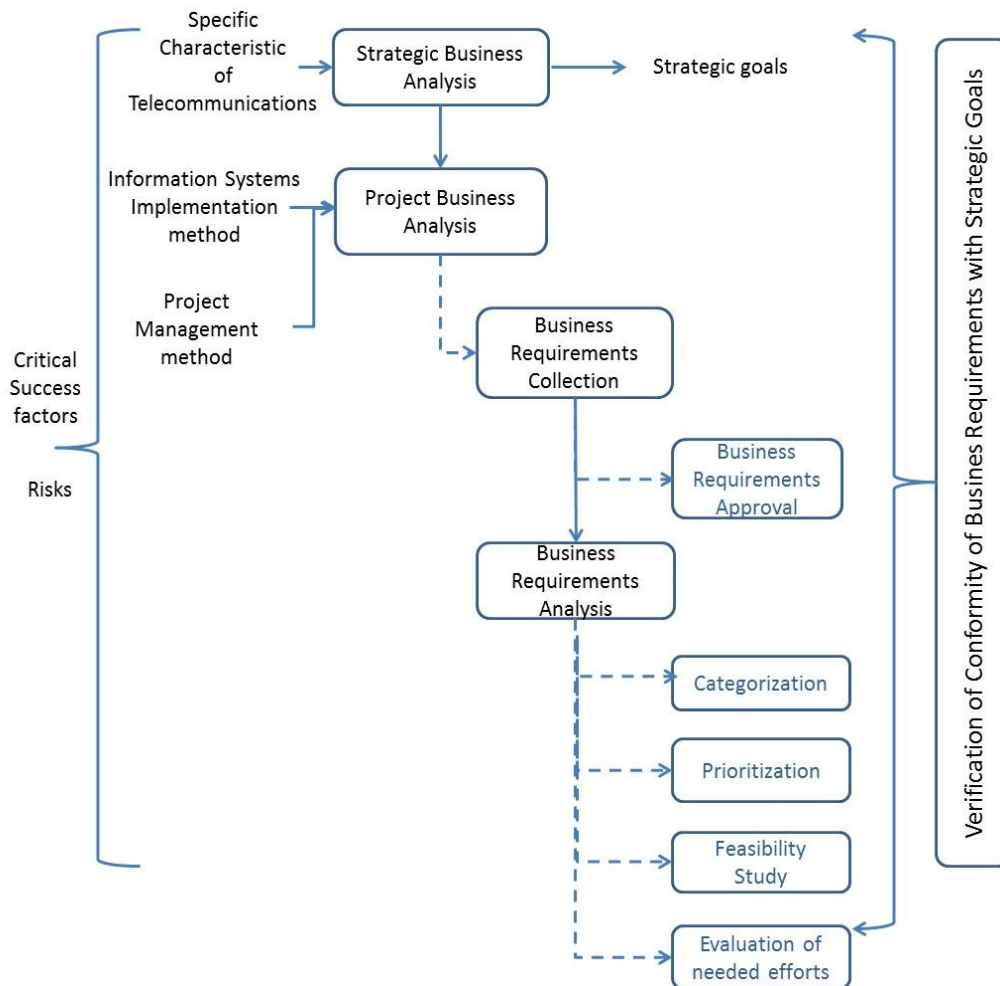 Specific
Characteristic
of
Telecommunications
Strategic Business
Analysis
Strategic goals
Information Systems
Implementation
method
Project Business
Analysis
Project
Management
method
Business
Requirements
Collection
Critical
Success
factors
Risks
Business
Requirements
Approval
Business
Requirements
Analysis
Categorization
Prioritization
Feasibility
Study
Evaluation of
needed efforts
Verification of Conformity of Busines Requirements with Strategic Goals